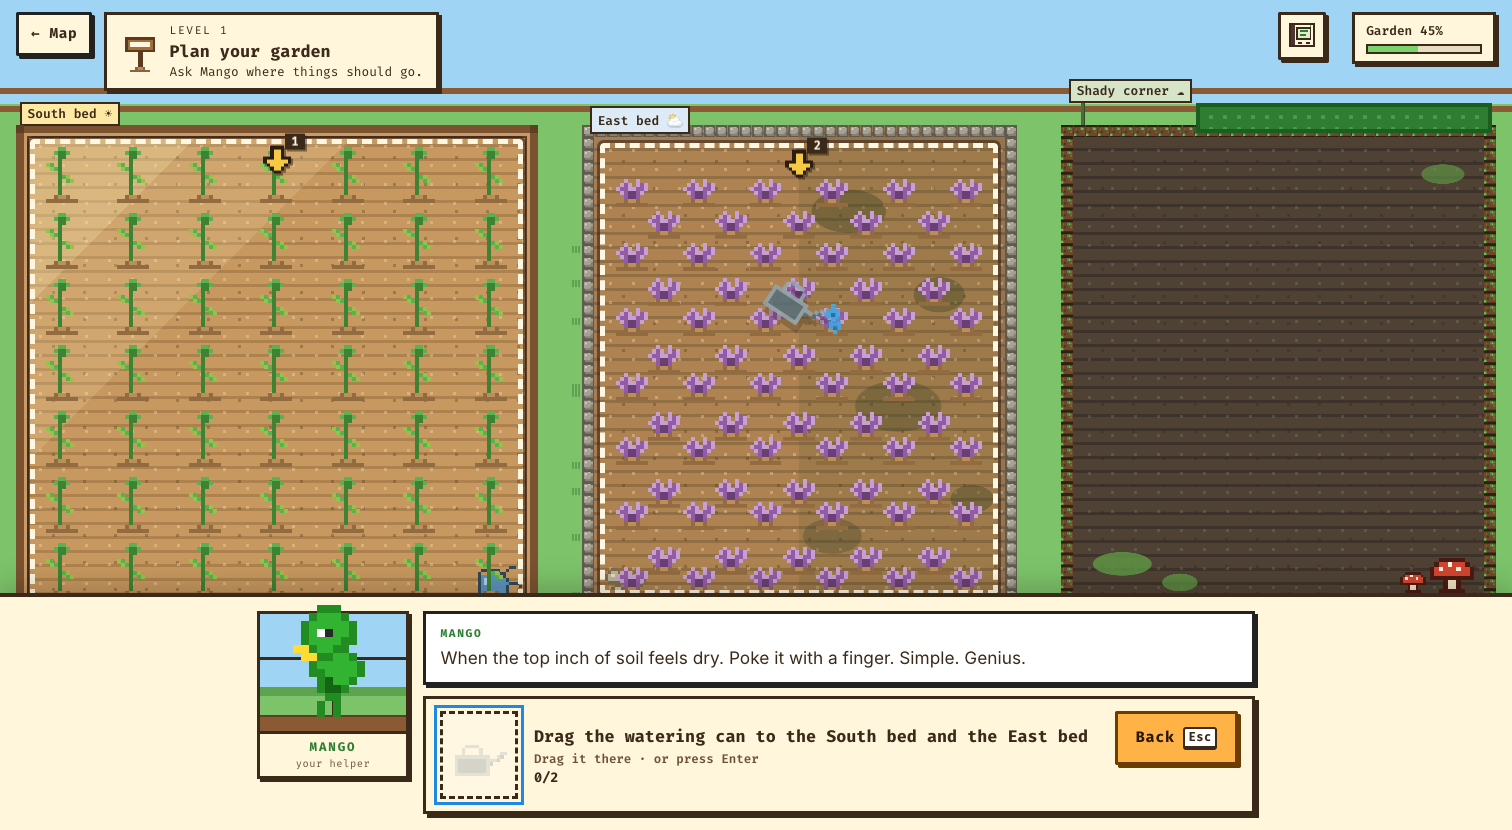 ← Map
LEVEL 1
Plan your garden
Ask Mango where things should go.
Garden 45%
South bed ☀
East bed ⛅
Shady corner ☁
1
2
MANGO
your helper
MANGO
When the top inch of soil feels dry. Poke it with a finger. Simple. Genius.
Drag the watering can to the South bed and the East bed
Drag it there · or press Enter
0/2
Back Esc